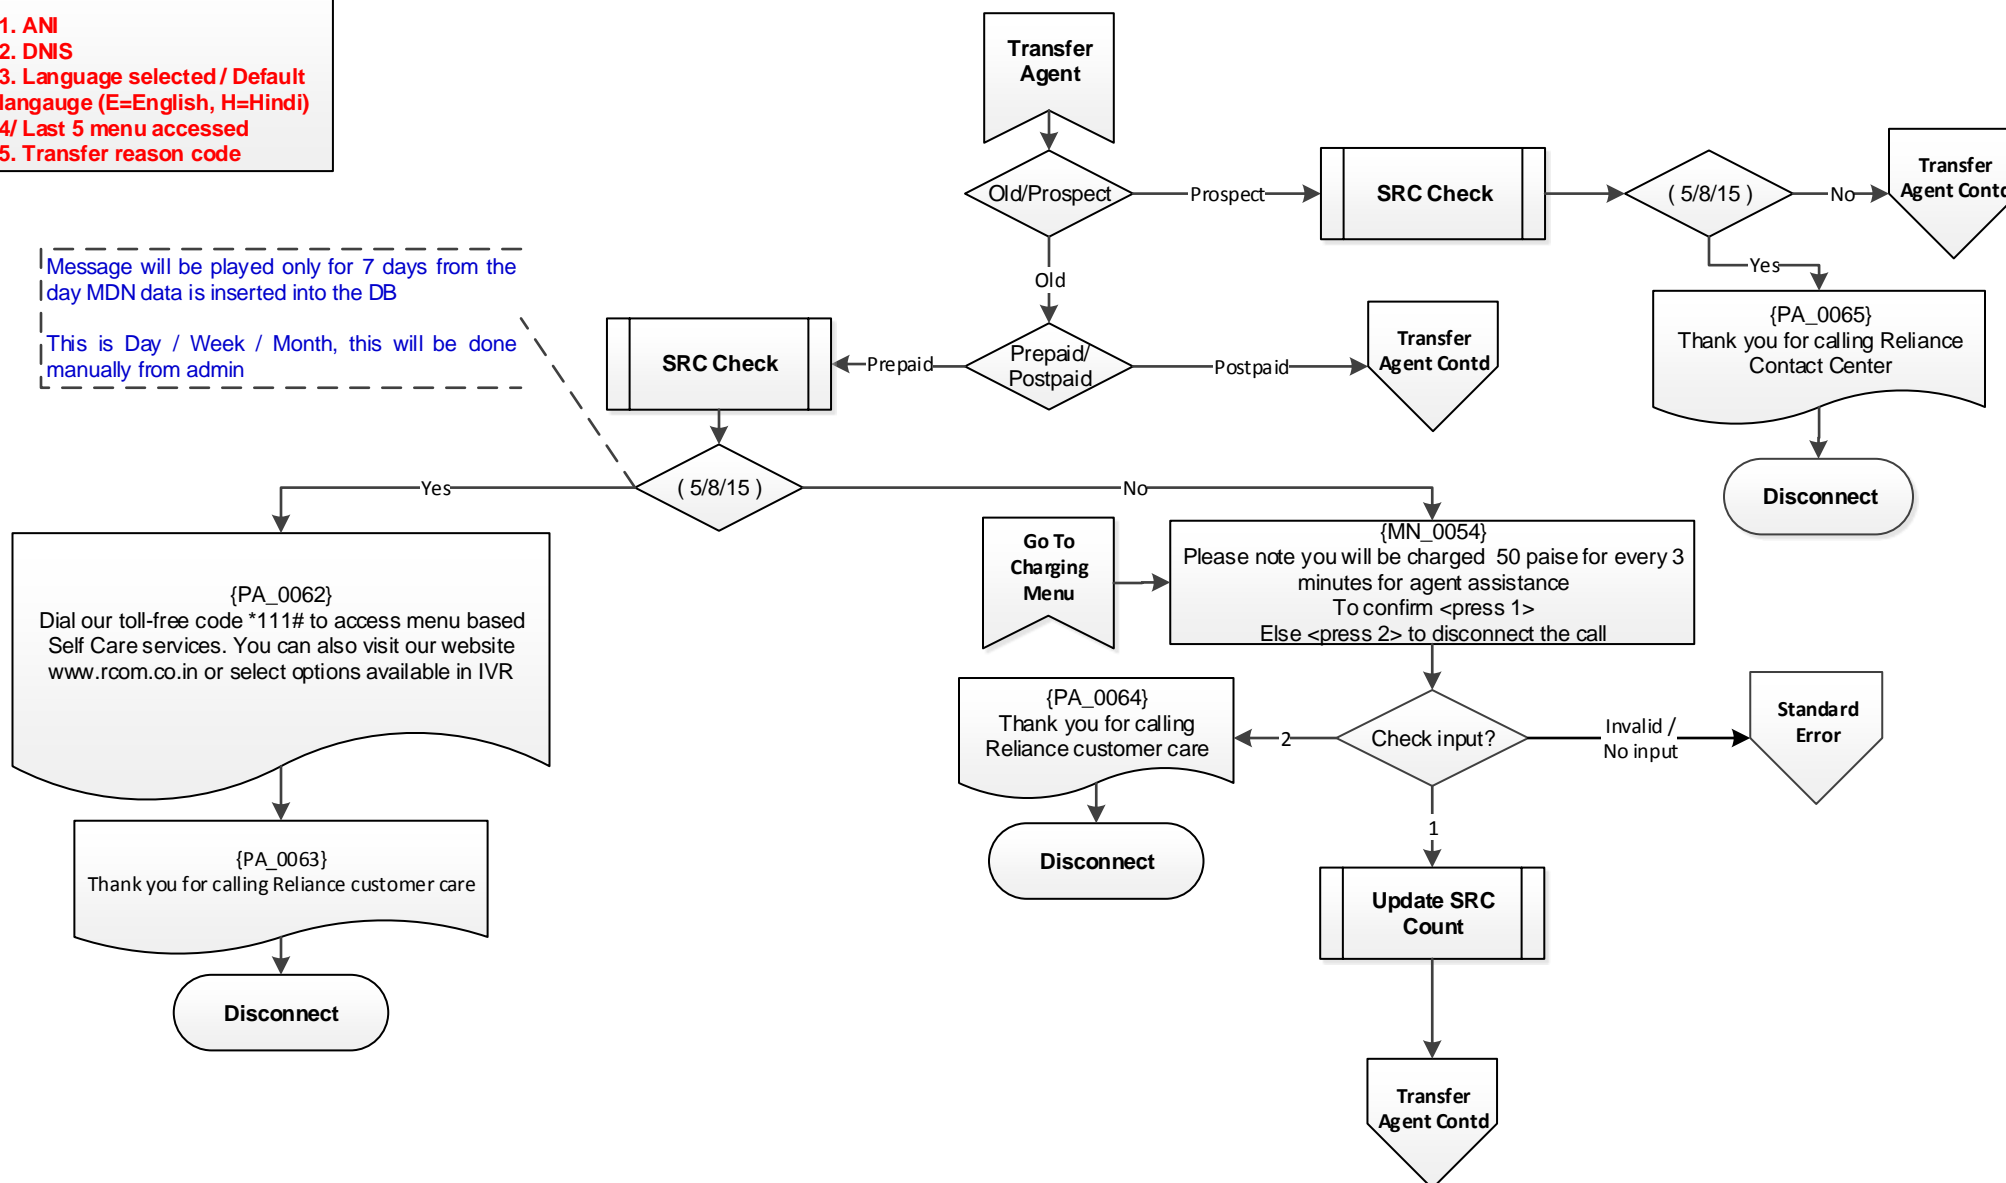 1. ANI
2. DNIS
3. Language selected / Default
langauge (E=English, H=Hindi)
4/ Last 5 menu accessed
5. Transfer reason code
Transfer
Agent
Old/Prospect
Prospect
SRC Check
( 5/8/15 )
No
Transfer
Agent Contd
Yes
{PA_0065}
Thank you for calling Reliance
Contact Center
Disconnect
Old
Message will be played only for 7 days from the
day MDN data is inserted into the DB
This is Day / Week / Month, this will be done
manually from admin
SRC Check
Prepaid
Prepaid/
Postpaid
Postpaid
Transfer
Agent Contd
( 5/8/15 )
Yes
No
{PA_0062}
Dial our toll-free code *111# to access menu based
Self Care services. You can also visit our website
www.rcom.co.in or select options available in IVR
{PA_0063}
Thank you for calling Reliance customer care
Disconnect
Go To
Charging
Menu
{MN_0054}
Please note you will be charged 50 paise for every 3
minutes for agent assistance
To confirm <press 1>
Else <press 2> to disconnect the call
{PA_0064}
Thank you for calling
Reliance customer care
2
Check input?
Invalid /
No input
Standard
Error
Disconnect
1
Update SRC
Count
Transfer
Agent Contd